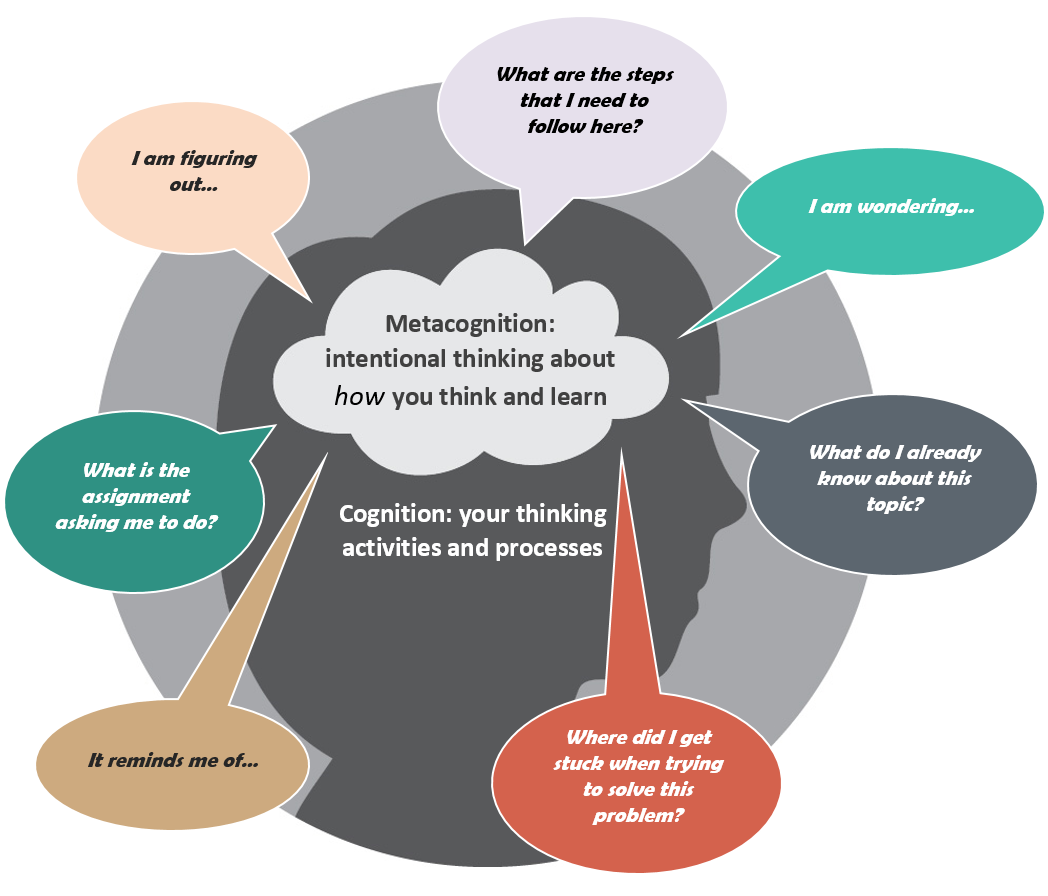 What are the steps
that I need to
follow here?
I am figuring
out...
I am wondering...
Metacognition:
intentional thinking about
how you think and learn
What is the
assignment
asking me to do?
What do I already
know about this
topic?
Cognition: your thinking
activities and processes
It reminds me of...
Where did I get
stuck when trying
to solve this
problem?